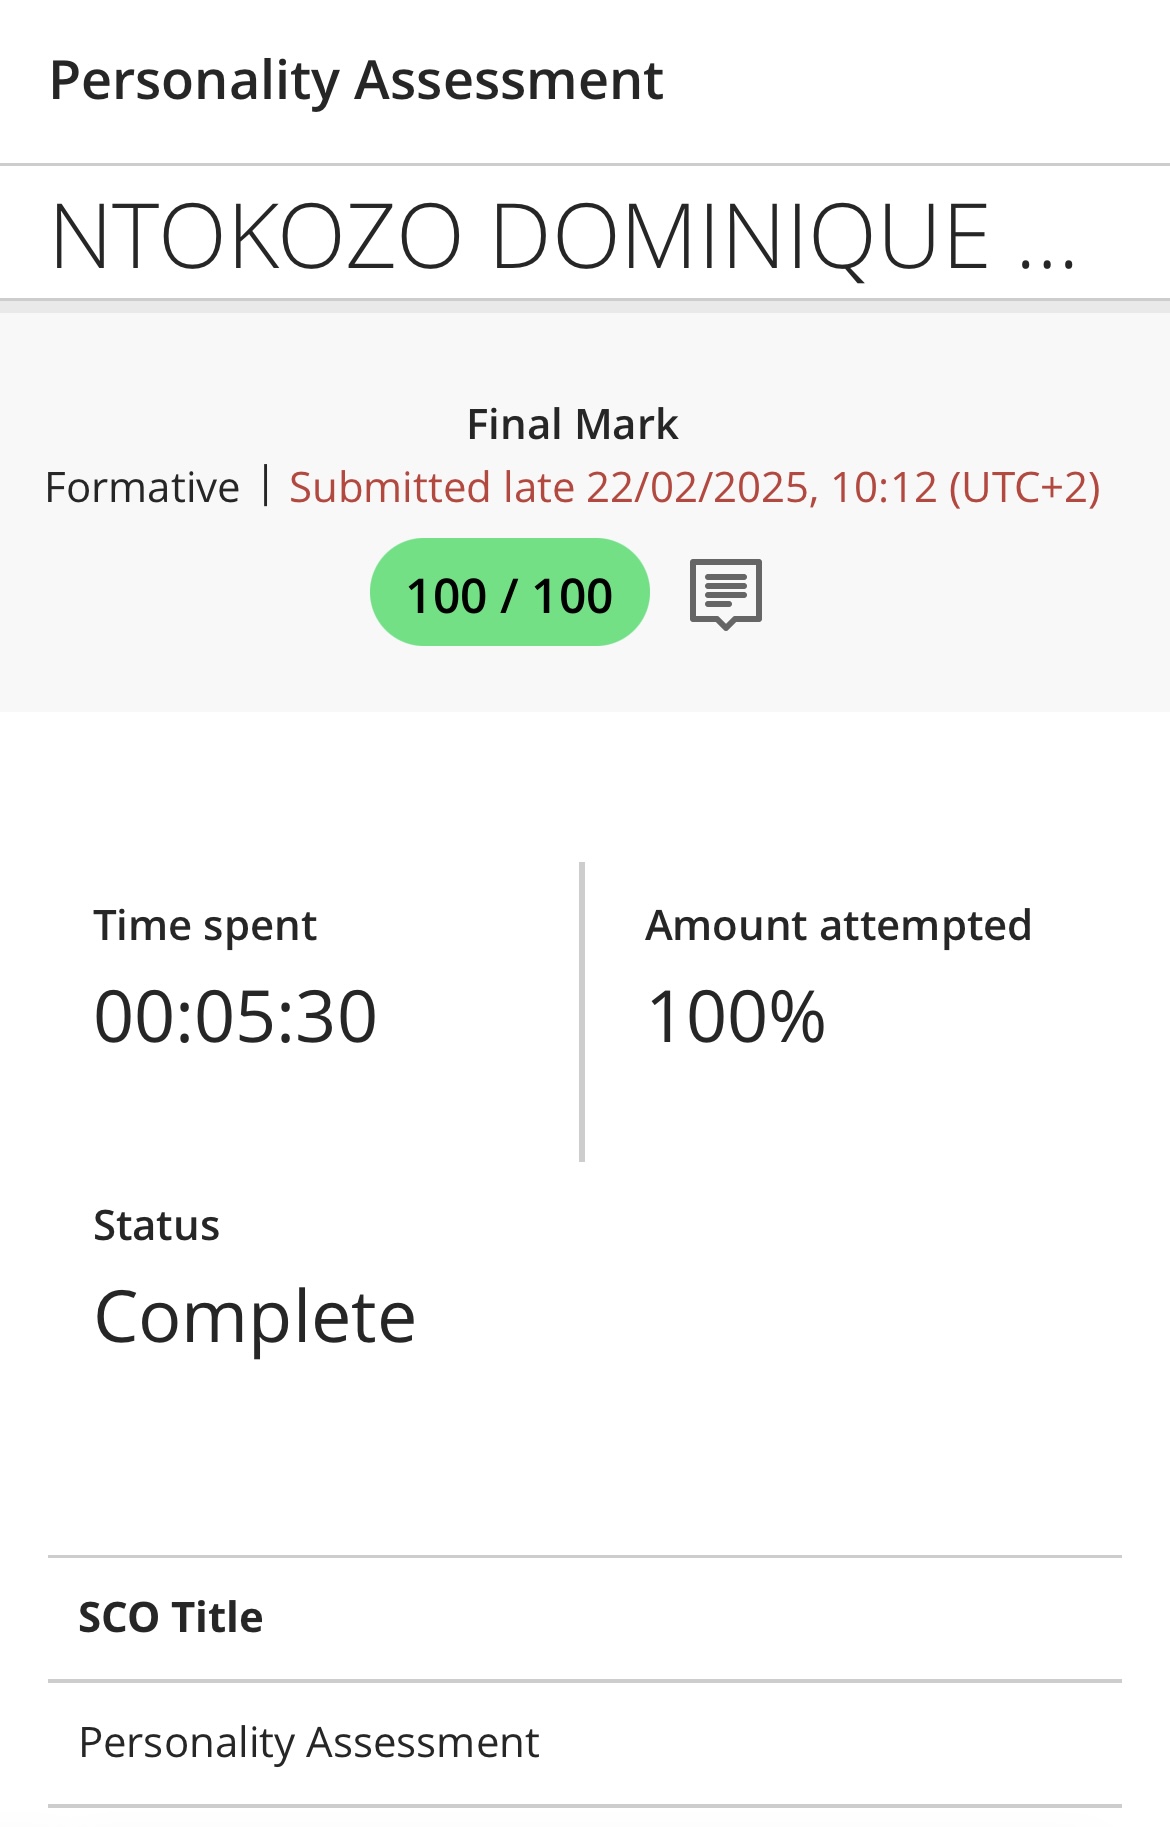 Personality Assessment
NTOKOZO DOMINIQUE ...
Final Mark
Formative | Submitted late 22/02/2025, 10:12 (UTC+2)
100 / 100
Time spent
Amount attempted
00:05:30
100%
Status
Complete
SCO Title
Personality Assessment